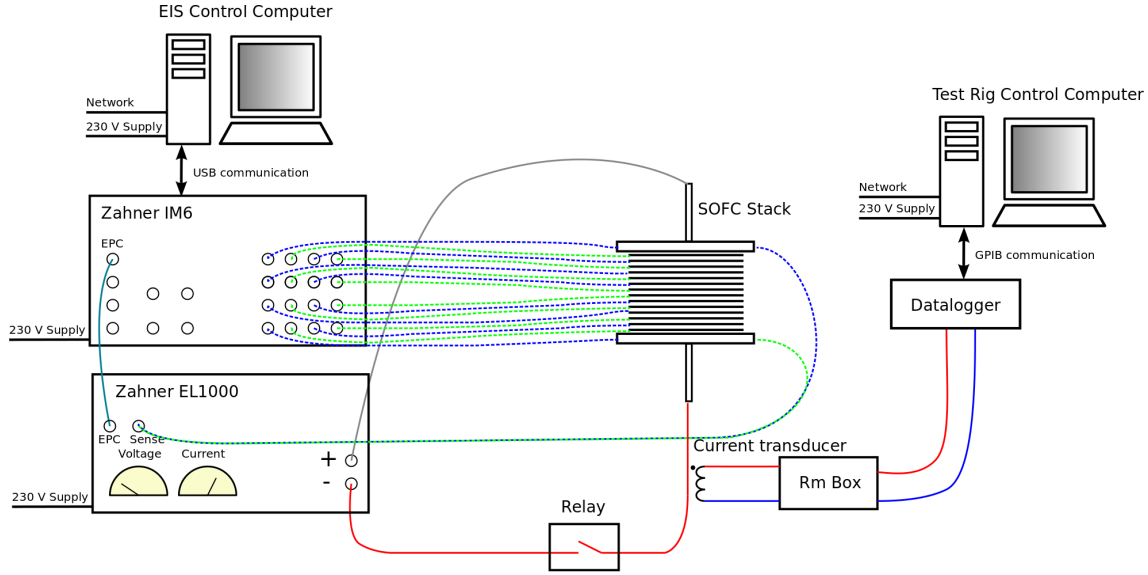 EIS Control Computer
Network
230 V Supply
USB communication
Test Rig Control Computer
Network
230 V Supply
GPIB communication
Zahner IM6
EPC
SOFC Stack
Datalogger
230 V Supply
Zahner EL1000
EPC
Sense
Voltage
Current
+
-
230 V Supply
Current transducer
Rm Box
Relay